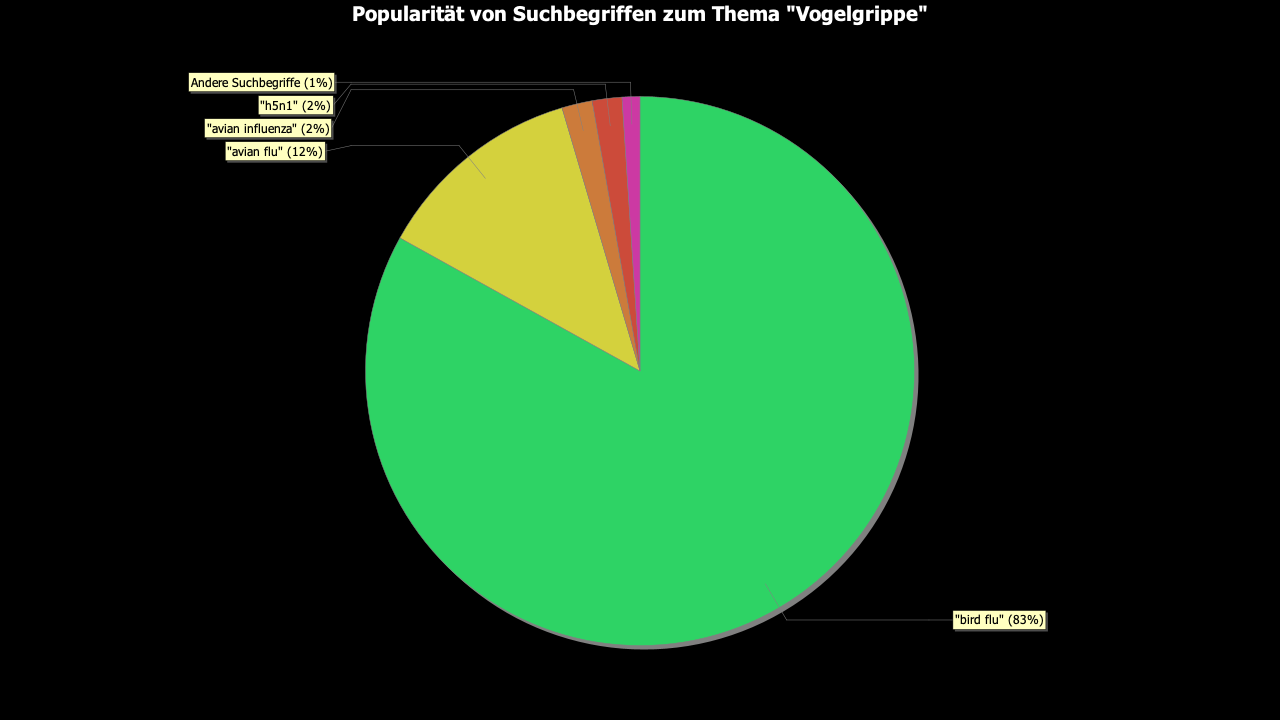 Popularität von Suchbegriffen zum Thema "Vogelgrippe"
Andere Suchbegriffe (1%)
"h5n1" (2%)
"avian influenza" (2%)
"avian flu" (12%)
"bird flu" (83%)